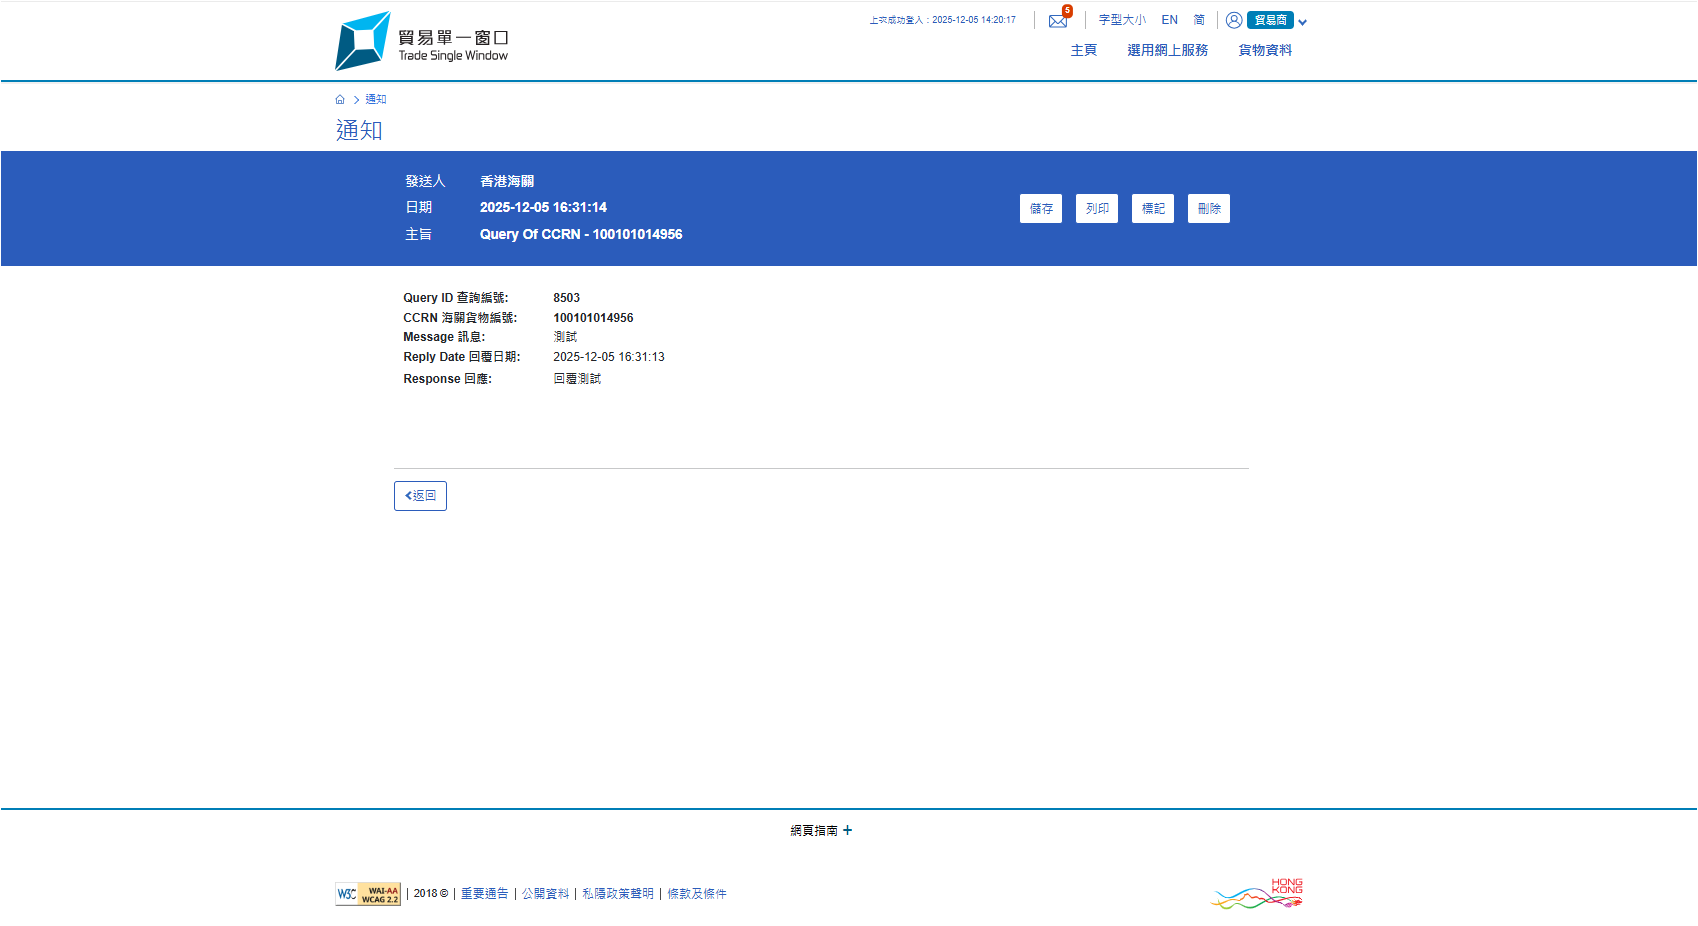 貿易單一窗口
Trade Single Window
上次成功登入：2025-12-05 14:20:17
5
字型大小
EN
简
貿易商
主頁
選用網上服務
貨物資料
通知
通知
發送人 香港海關
日期 2025-12-05 16:31:14
主旨 Query Of CCRN - 100101014956
儲存
列印
標記
刪除
Query ID 查詢編號: 8503
CCRN 海關貨物編號: 100101014956
Message 訊息: 測試
Reply Date 回覆日期: 2025-12-05 16:31:13
Response 回應: 回覆測試
返回
網頁指南 +
W3C WAI-AA WCAG 2.2 | 2018 © | 重要通告 | 公開資料 | 私隱政策聲明 | 條款及條件
HONG KONG